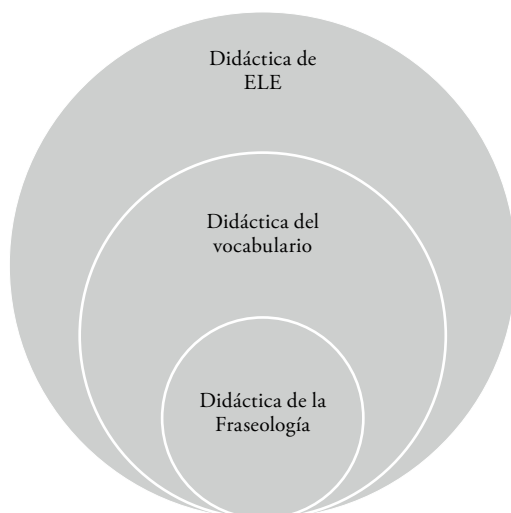 Didáctica de
ELE
Didáctica del
vocabulario
Didáctica de la
Fraseología